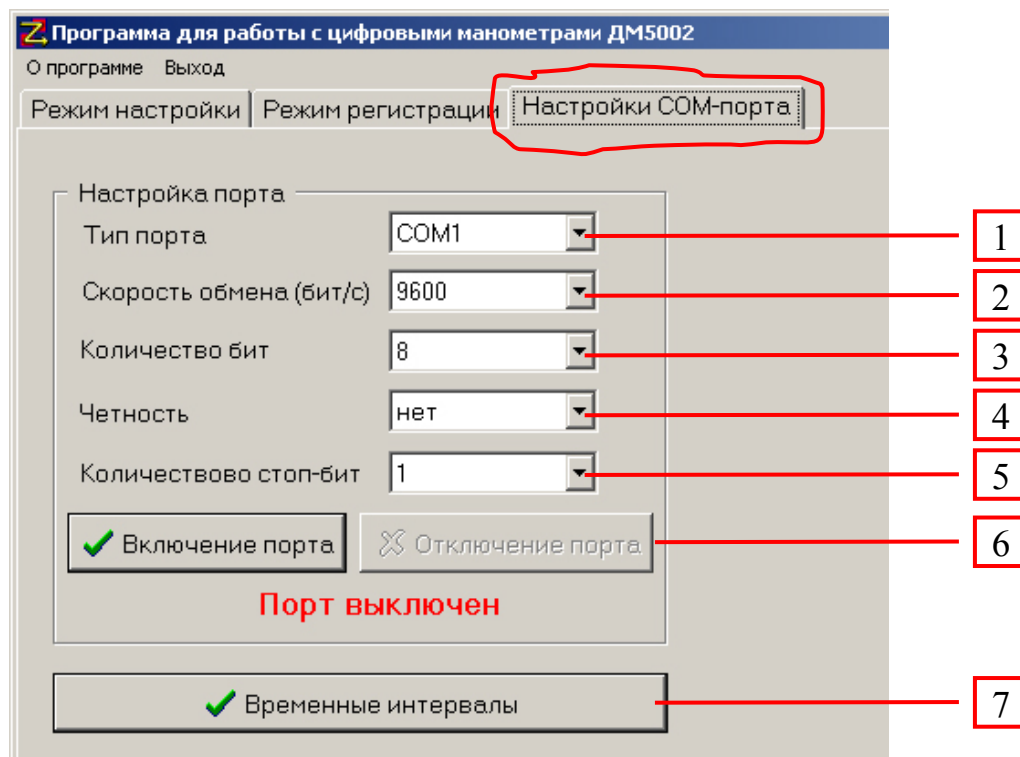 Программа для работы с цифровыми манометрами ДМ5002
О программе Выход
Режим настройки Режим регистрации Настройки COM-порта
Настройка порта
Тип порта COM1 1
Скорость обмена (бит/с) 9600 2
Количество бит 8 3
Четность нет 4
Количествово стоп-бит 1 5
Включение порта Отключение порта 6
Порт выключен
Временные интервалы 7